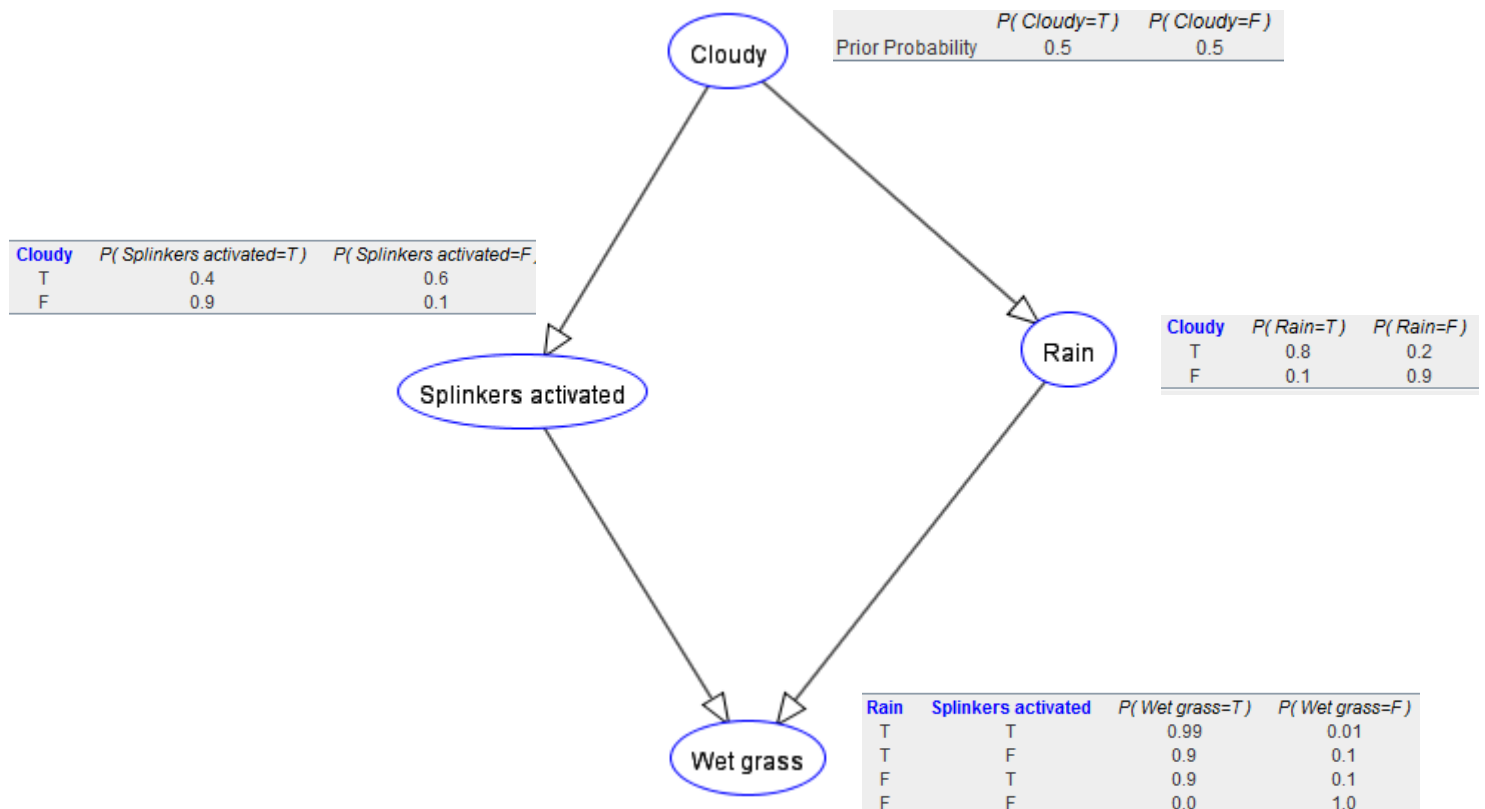 P( Cloudy=T ) P( Cloudy=F )
Prior Probability 0.5 0.5
Cloudy
Cloudy P( Splinkers activated=T ) P( Splinkers activated=F )
T 0.4 0.6
F 0.9 0.1
Splinkers activated
Rain
Cloudy P( Rain=T ) P( Rain=F )
T 0.8 0.2
F 0.1 0.9
Wet grass
Rain Splinkers activated P( Wet grass=T ) P( Wet grass=F )
T T 0.99 0.01
T F 0.9 0.1
F T 0.9 0.1
F F 0.0 1.0